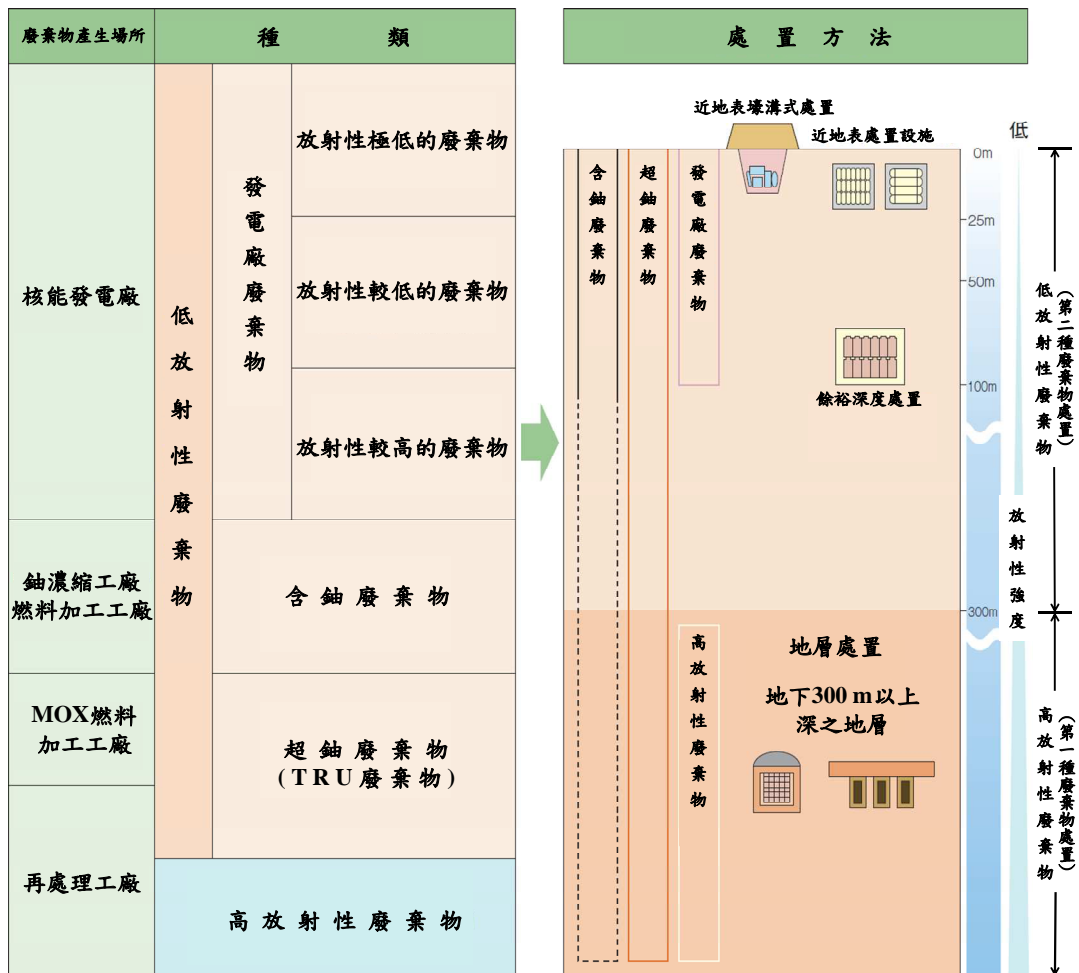 廢棄物產生場所
種 類
處 置 方 法
核能發電廠
鈾濃縮工廠
燃料加工工廠
MOX燃料
加工工廠
再處理工廠
低放射性廢棄物
發電廠廢棄物
放射性極低的廢棄物
放射性較低的廢棄物
放射性較高的廢棄物
含鈾廢棄物
超鈾廢棄物
(TRU廢棄物)
高放射性廢棄物
近地表壕溝式處置
近地表處置設施
含鈾廢棄物
超鈾廢棄物
發電廠廢棄物
餘裕深度處置
高放射性廢棄物
地層處置
地下300 m以上
深之地層
0m
25m
50m
100m
300m
低
放射性強度
低放射性廢棄物
(第二種廢棄物處置)
高放射性廢棄物
(第一種廢棄物處置)